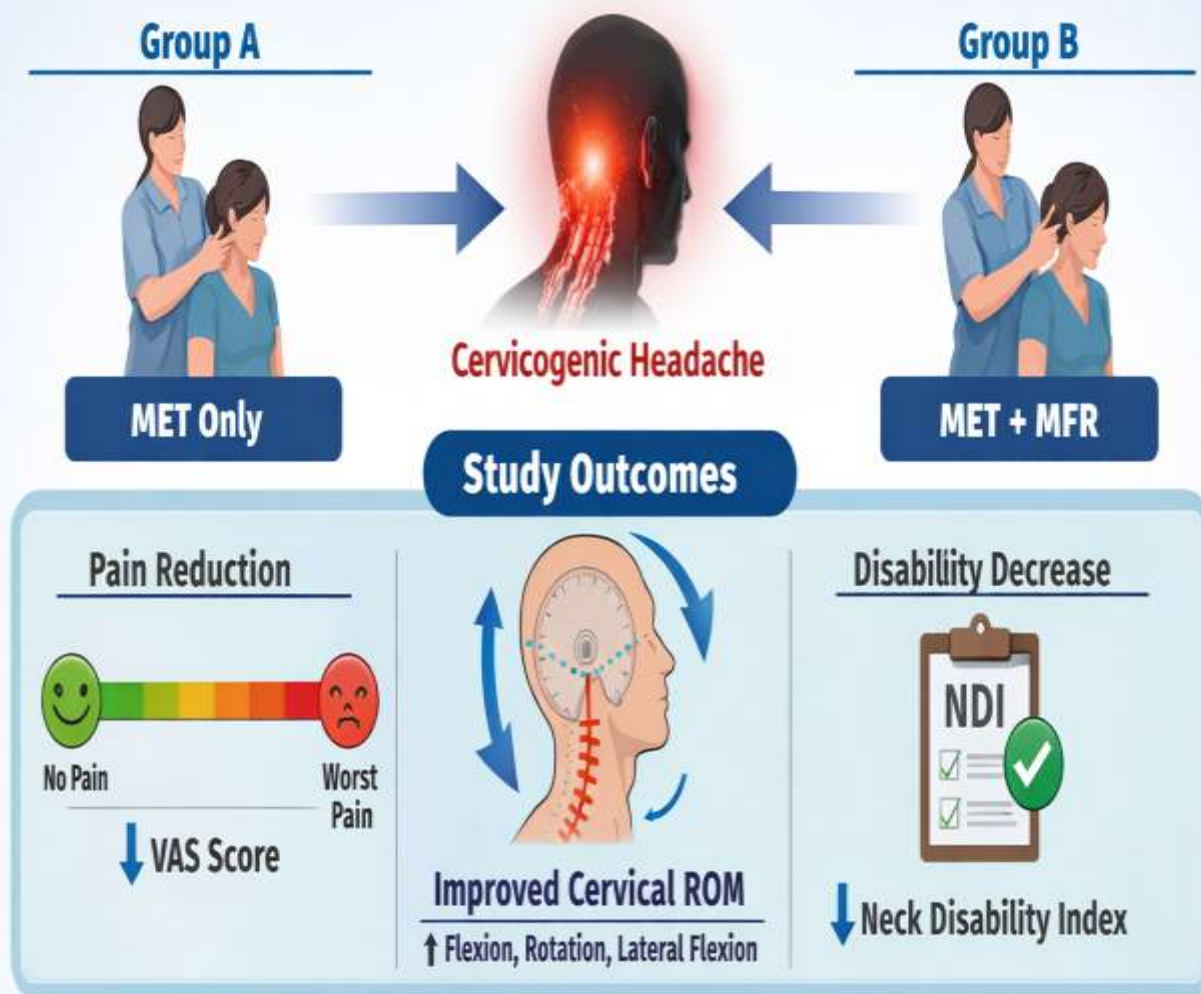 Group A
Group B
Cervicogenic Headache
MET Only
MET + MFR
Study Outcomes
Pain Reduction
No Pain
Worst
Pain
↓ VAS Score
Improved Cervical ROM
↑ Flexion, Rotation, Lateral Flexion
Disability Decrease
NDI
↓ Neck Disability Index